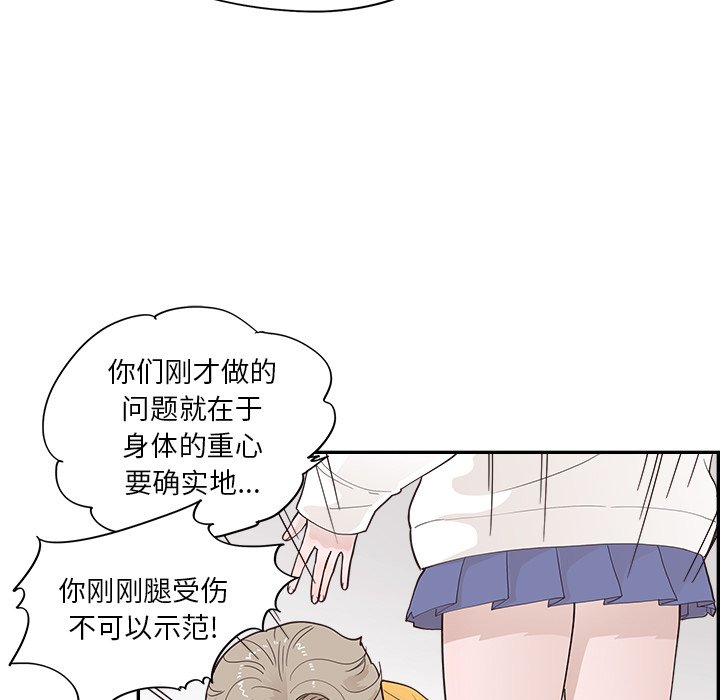 你们刚才做的
问题就在于
身体的重心
要确实地...
你刚刚腿受伤
不可以示范!